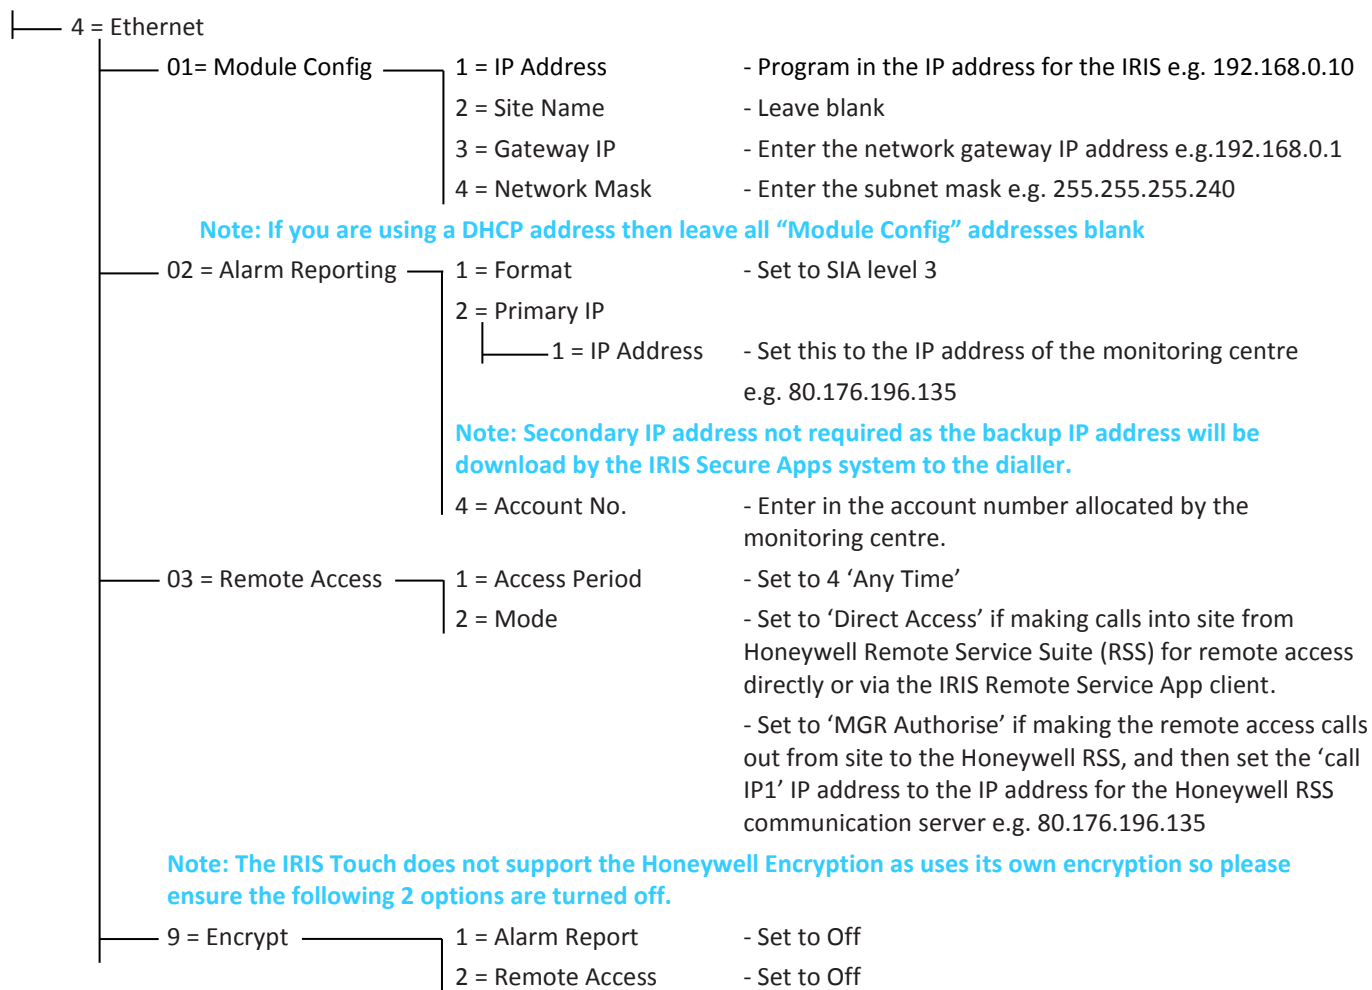 4 = Ethernet
01= Module Config 1 = IP Address - Program in the IP address for the IRIS e.g. 192.168.0.10
2 = Site Name - Leave blank
3 = Gateway IP - Enter the network gateway IP address e.g.192.168.0.1
4 = Network Mask - Enter the subnet mask e.g. 255.255.255.240
Note: If you are using a DHCP address then leave all “Module Config” addresses blank
02 = Alarm Reporting 1 = Format - Set to SIA level 3
2 = Primary IP
1 = IP Address - Set this to the IP address of the monitoring centre
e.g. 80.176.196.135
Note: Secondary IP address not required as the backup IP address will be
download by the IRIS Secure Apps system to the dialler.
4 = Account No. - Enter in the account number allocated by the
monitoring centre.
03 = Remote Access 1 = Access Period - Set to 4 ‘Any Time’
2 = Mode - Set to ‘Direct Access’ if making calls into site from
Honeywell Remote Service Suite (RSS) for remote access
directly or via the IRIS Remote Service App client.
- Set to ‘MGR Authorise’ if making the remote access calls
out from site to the Honeywell RSS, and then set the ‘call
IP1’ IP address to the IP address for the Honeywell RSS
communication server e.g. 80.176.196.135
Note: The IRIS Touch does not support the Honeywell Encryption as uses its own encryption so please
ensure the following 2 options are turned off.
9 = Encrypt 1 = Alarm Report - Set to Off
2 = Remote Access - Set to Off